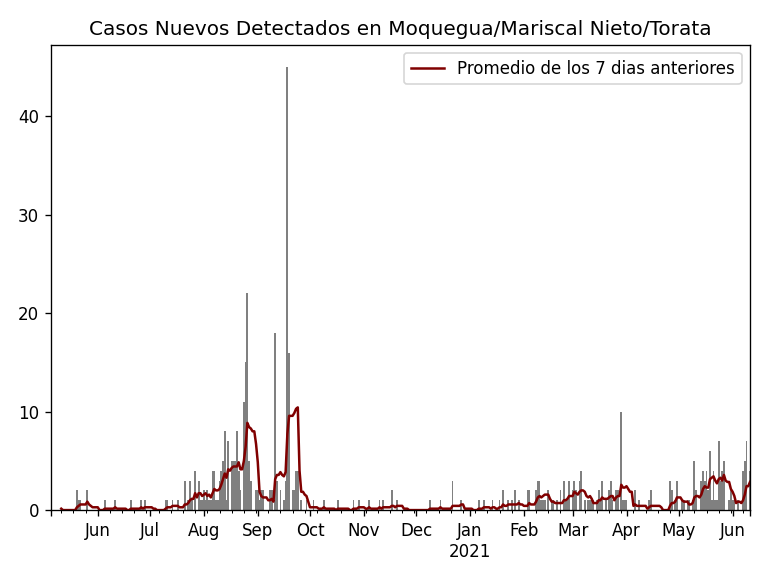 Casos Nuevos Detectados en Moquegua/Mariscal Nieto/Torata
Promedio de los 7 dias anteriores
40
30
20
10
0
Jun Jul Aug Sep Oct Nov Dec Jan Feb Mar Apr May Jun
2021